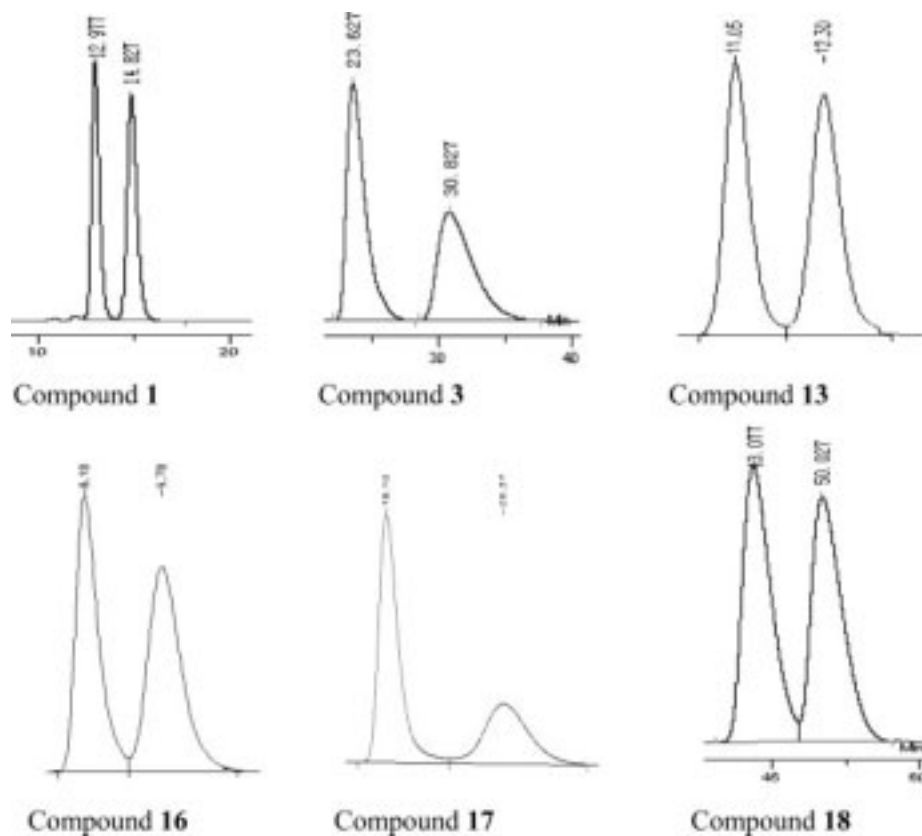 12.977
14.827
23.627
30.827
11.05
-12.30
10
20
30
40
Compound 1
Compound 3
Compound 13
50.027
Compound 16
Compound 17
Compound 18